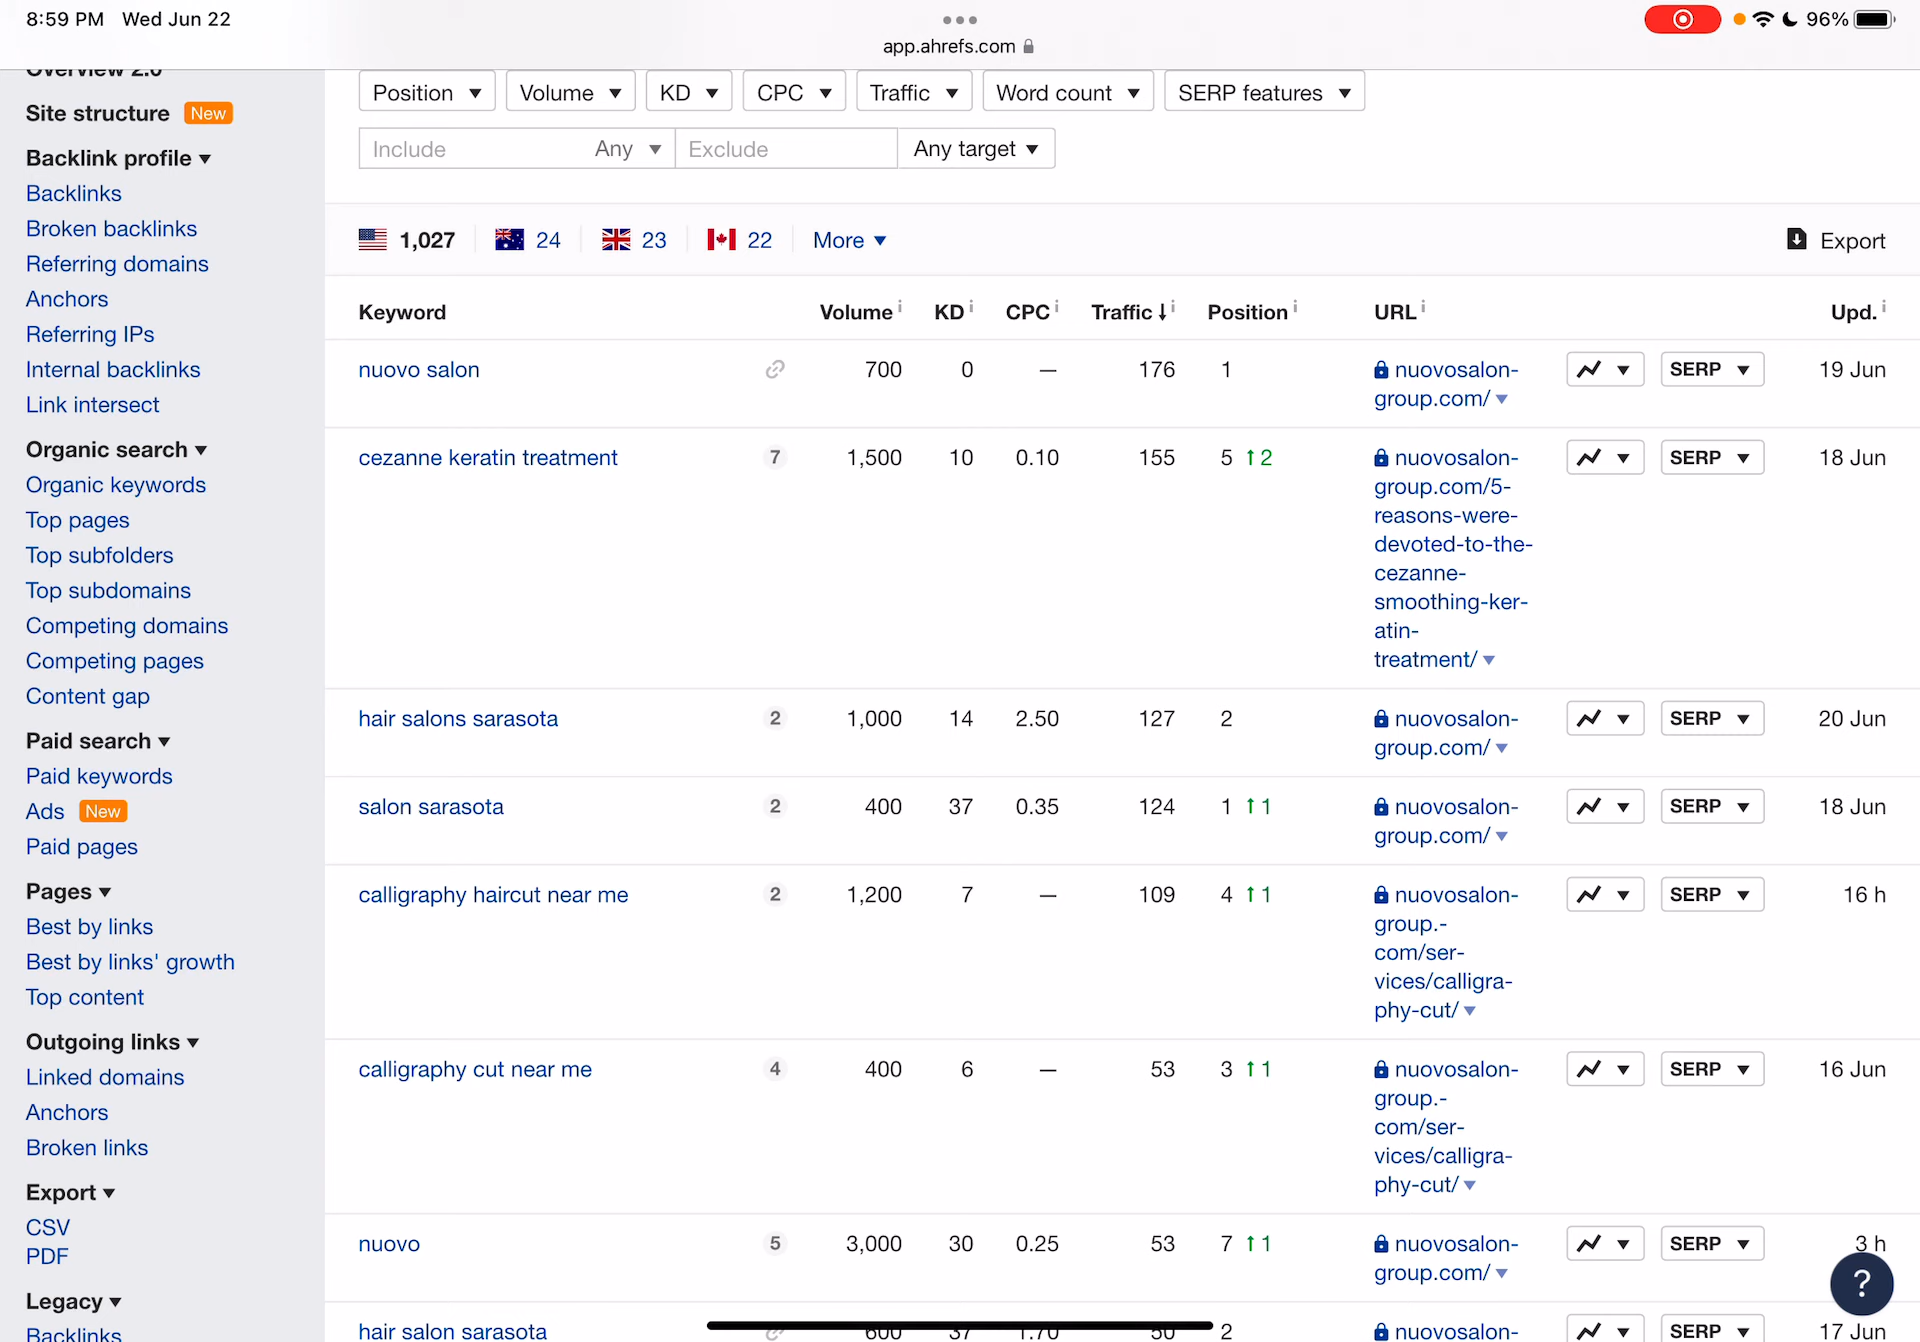 8:59 PM Wed Jun 22
96%
app.ahrefs.com
Overview 2.0
Site structure New
Backlink profile
Backlinks
Broken backlinks
Referring domains
Anchors
Referring IPs
Internal backlinks
Link intersect
Organic search
Organic keywords
Top pages
Top subfolders
Top subdomains
Competing domains
Competing pages
Content gap
Paid search
Paid keywords
Ads New
Paid pages
Pages
Best by links
Best by links' growth
Top content
Outgoing links
Linked domains
Anchors
Broken links
Export
CSV
PDF
Legacy
Backlinks
Position Volume KD CPC Traffic Word count SERP features
Include Any Exclude Any target
1,027 24 23 22 More Export
Keyword Volume KD CPC Traffic Position URL Upd.
nuovo salon 700 0 — 176 1 nuovosalon- SERP 19 Jun
group.com/
cezanne keratin treatment 7 1,500 10 0.10 155 5 ↑2 nuovosalon- SERP 18 Jun
group.com/5-
reasons-were-
devoted-to-the-
cezanne-
smoothing-ker-
atin-
treatment/
hair salons sarasota 2 1,000 14 2.50 127 2 nuovosalon- SERP 20 Jun
group.com/
salon sarasota 2 400 37 0.35 124 1 ↑1 nuovosalon- SERP 18 Jun
group.com/
calligraphy haircut near me 2 1,200 7 — 109 4 ↑1 nuovosalon- SERP 16 h
group.-
com/ser-
vices/calligra-
phy-cut/
calligraphy cut near me 4 400 6 — 53 3 ↑1 nuovosalon- SERP 16 Jun
group.-
com/ser-
vices/calligra-
phy-cut/
nuovo 5 3,000 30 0.25 53 7 ↑1 nuovosalon- SERP 3 h
group.com/
?
hair salon sarasota 600 37 1.70 50 2 nuovosalon- SERP 17 Jun